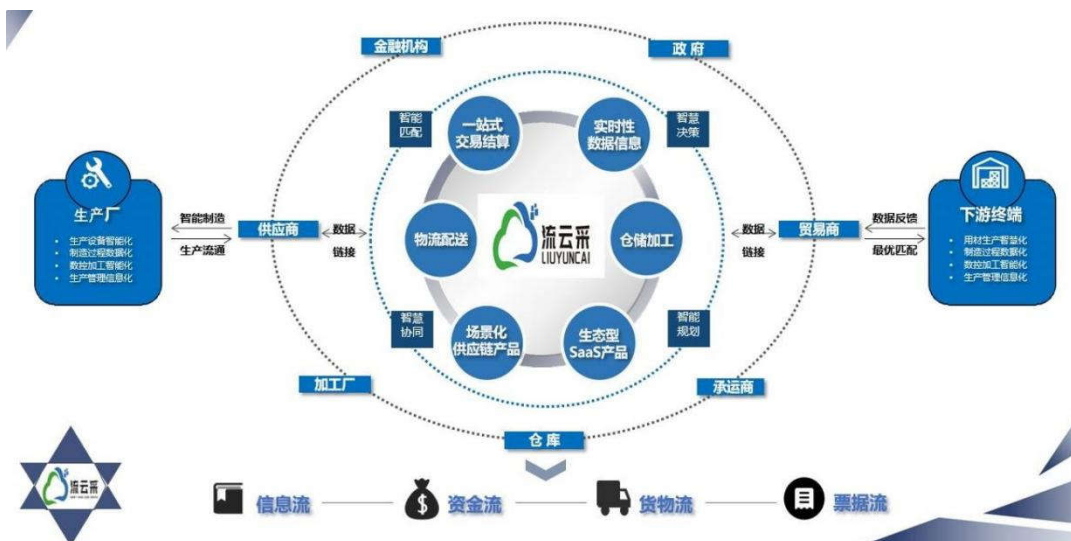 金融机构
政府
智能
匹配
一站式
交易结算
实时性
数据信息
智慧
决策
生产厂
• 生产设备智能化
• 制造过程数据化
• 数控加工智能化
• 生产管理信息化
智能制造
生产流通
供应商
数据
链接
物流配送
流云采
LIUYUNCAI
仓储加工
数据
链接
贸易商
数据反馈
最优匹配
下游终端
• 用材生产智慧化
• 制造过程数据化
• 数控加工智能化
• 生产管理信息化
智慧
协同
场景化
供应链产品
生态型
SaaS产品
智能
规划
加工厂
承运商
仓库
流云采
信息流
资金流
货物流
票据流